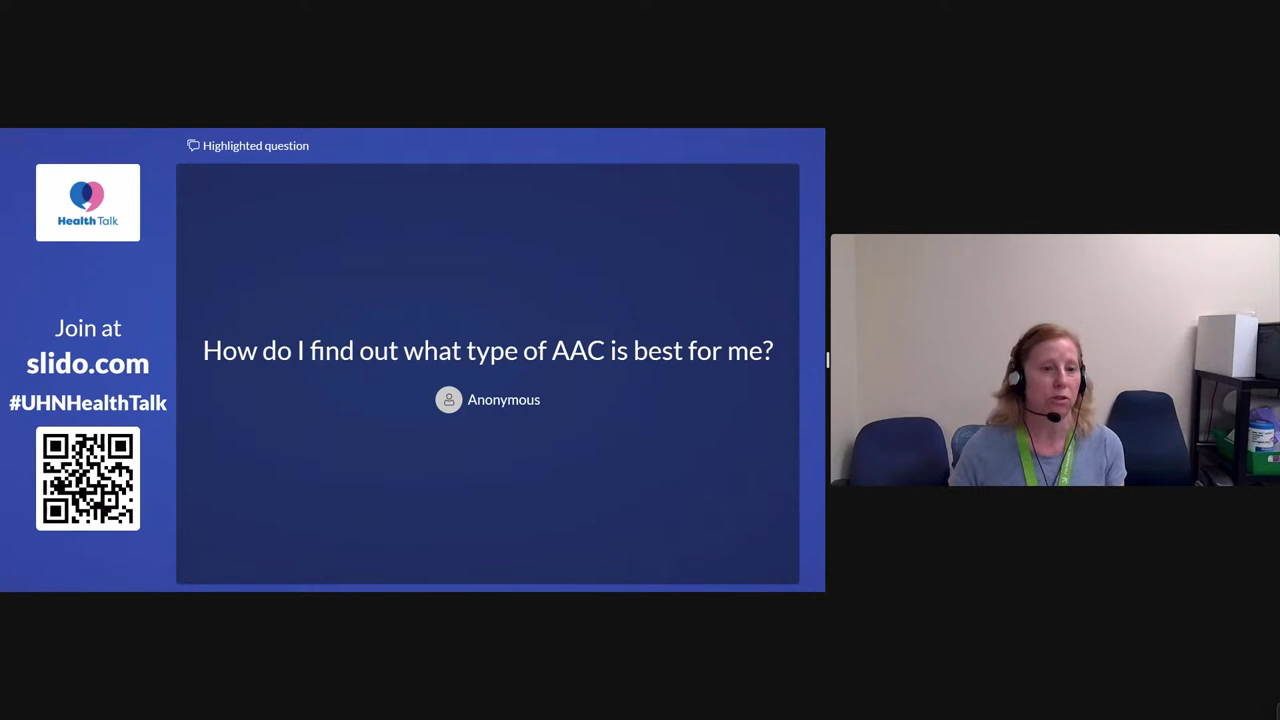 Highlighted question
Health Talk
Join at
slido.com
#UHNHealthTalk
How do I find out what type of AAC is best for me?
Anonymous